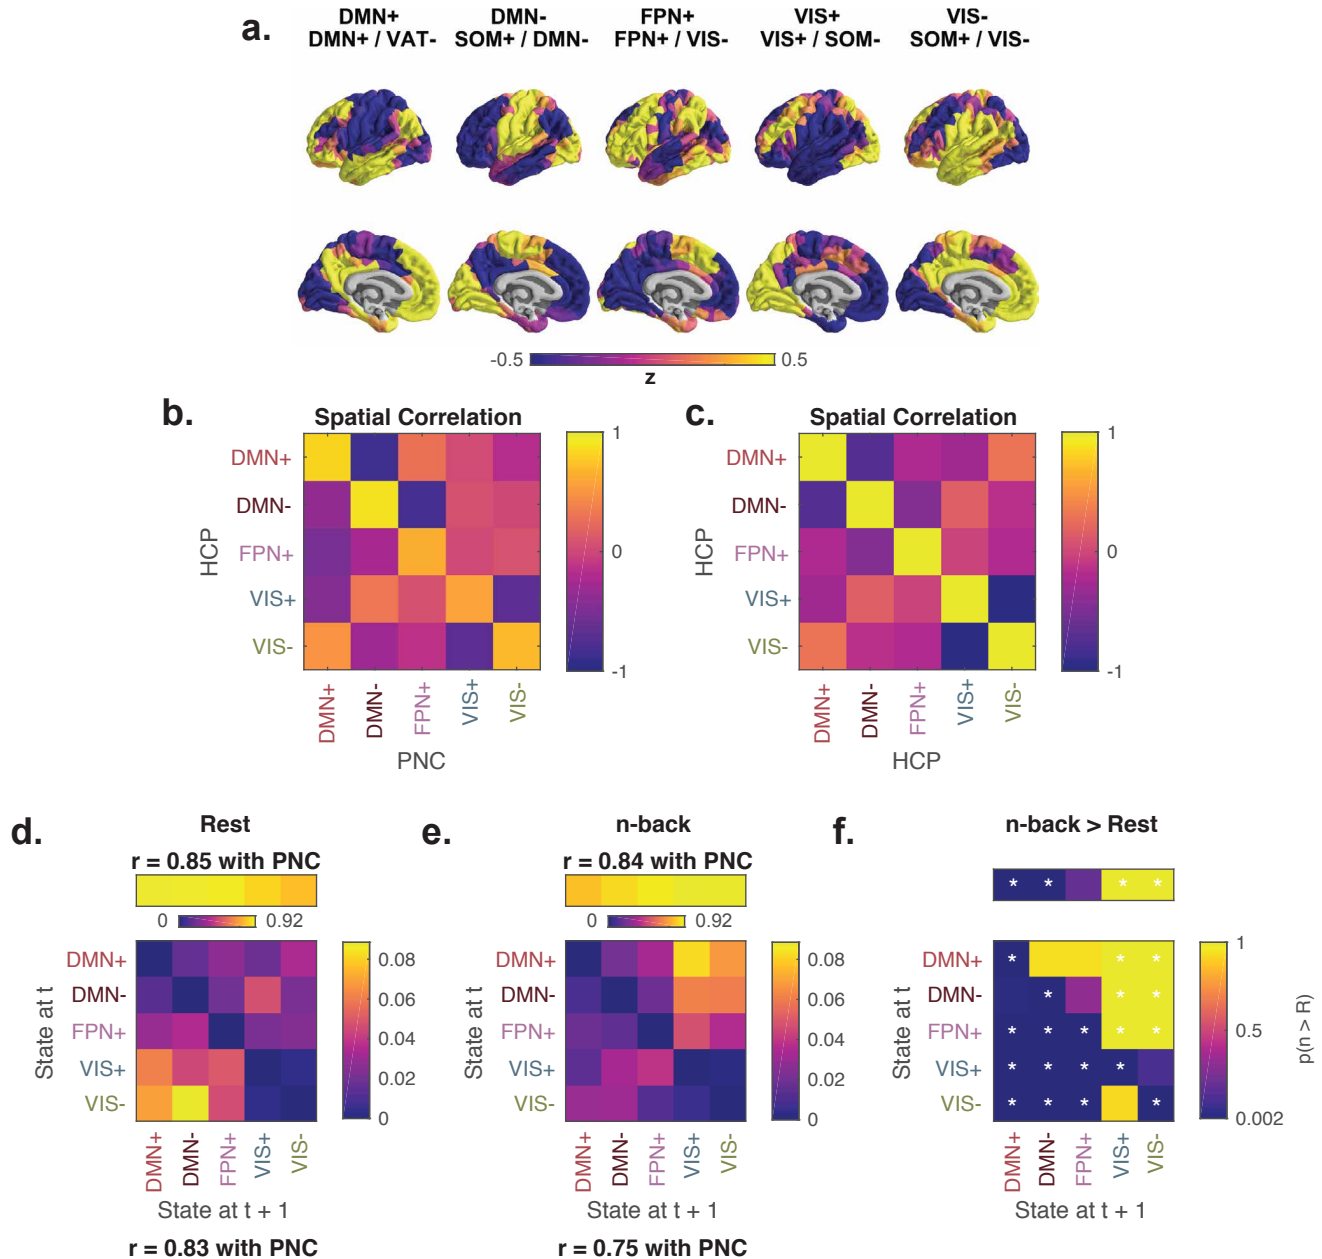 a.
DMN+ DMN- FPN+ VIS+ VIS-
DMN+ / VAT- SOM+ / DMN- FPN+ / VIS- VIS+ / SOM- SOM+ / VIS-
-0.5 0.5
z
b.
Spatial Correlation
HCP
DMN+
DMN-
FPN+
VIS+
VIS-
DMN+ DMN- FPN+ VIS+ VIS-
PNC
1
0
-1
c.
Spatial Correlation
HCP
DMN+
DMN-
FPN+
VIS+
VIS-
DMN+ DMN- FPN+ VIS+ VIS-
HCP
1
0
-1
d.
Rest
r = 0.85 with PNC
0 0.92
State at t
DMN+
DMN-
FPN+
VIS+
VIS-
DMN+ DMN- FPN+ VIS+ VIS-
State at t + 1
r = 0.83 with PNC
0.08
0.06
0.04
0.02
0
e.
n-back
r = 0.84 with PNC
0 0.92
State at t
DMN+
DMN-
FPN+
VIS+
VIS-
DMN+ DMN- FPN+ VIS+ VIS-
State at t + 1
r = 0.75 with PNC
0.08
0.06
0.04
0.02
0
f.
n-back > Rest
* * * *
State at t
DMN+ * * *
DMN- * * *
FPN+ * * * * *
VIS+ * * * *
VIS- * * * *
DMN+ DMN- FPN+ VIS+ VIS-
State at t + 1
1
0.5
0.002
p(n > R)